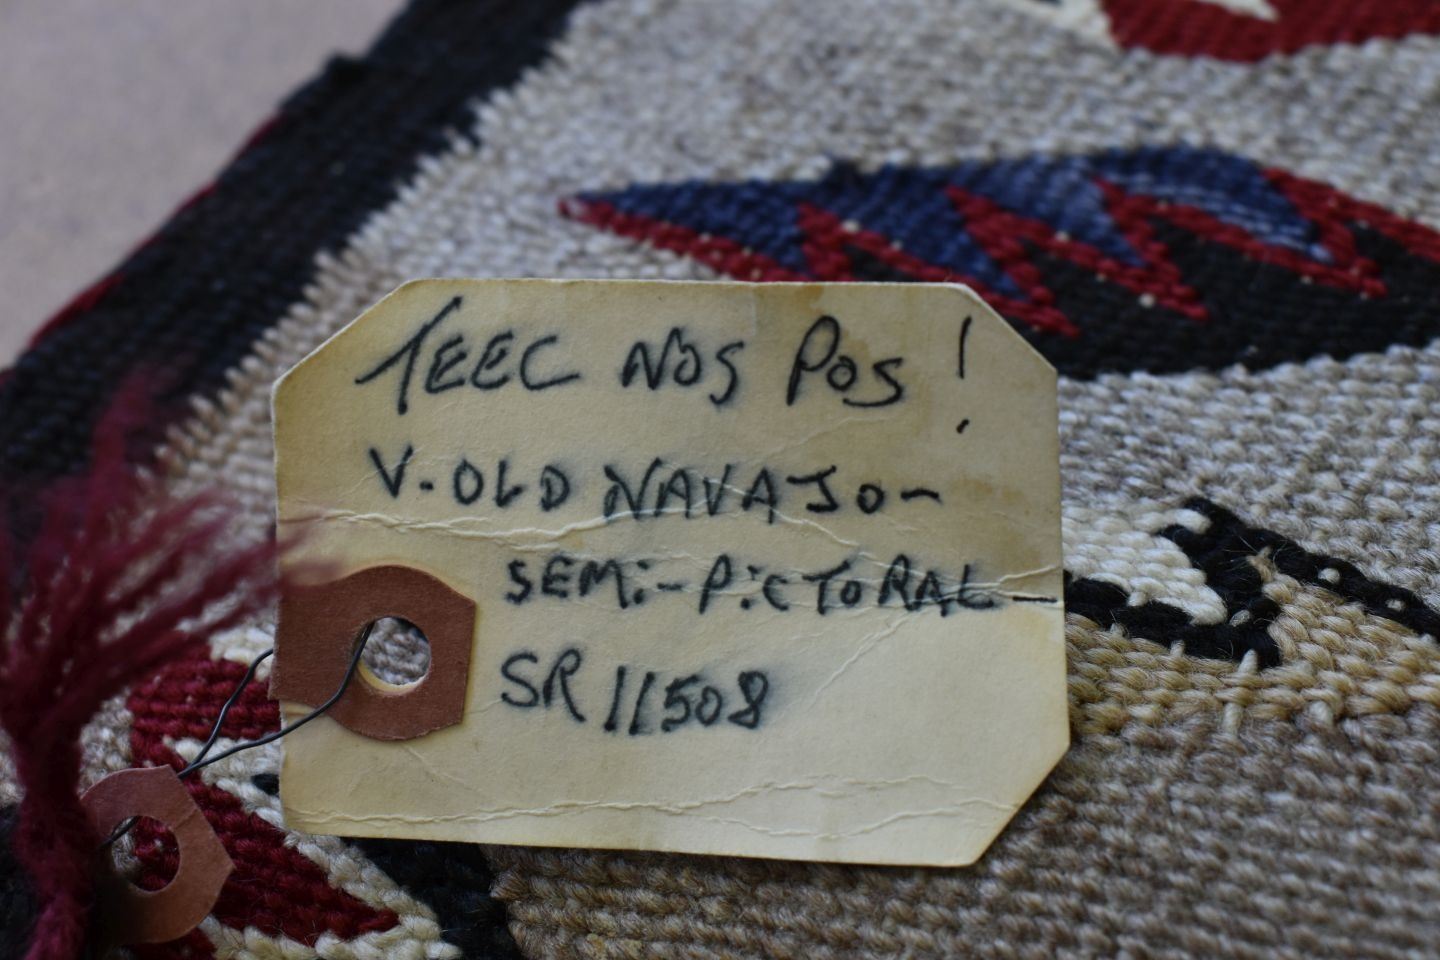 TEEC NOS POS!
V. OLD NAVAJO -
SEMi-PiCTORAL -
SR 11508